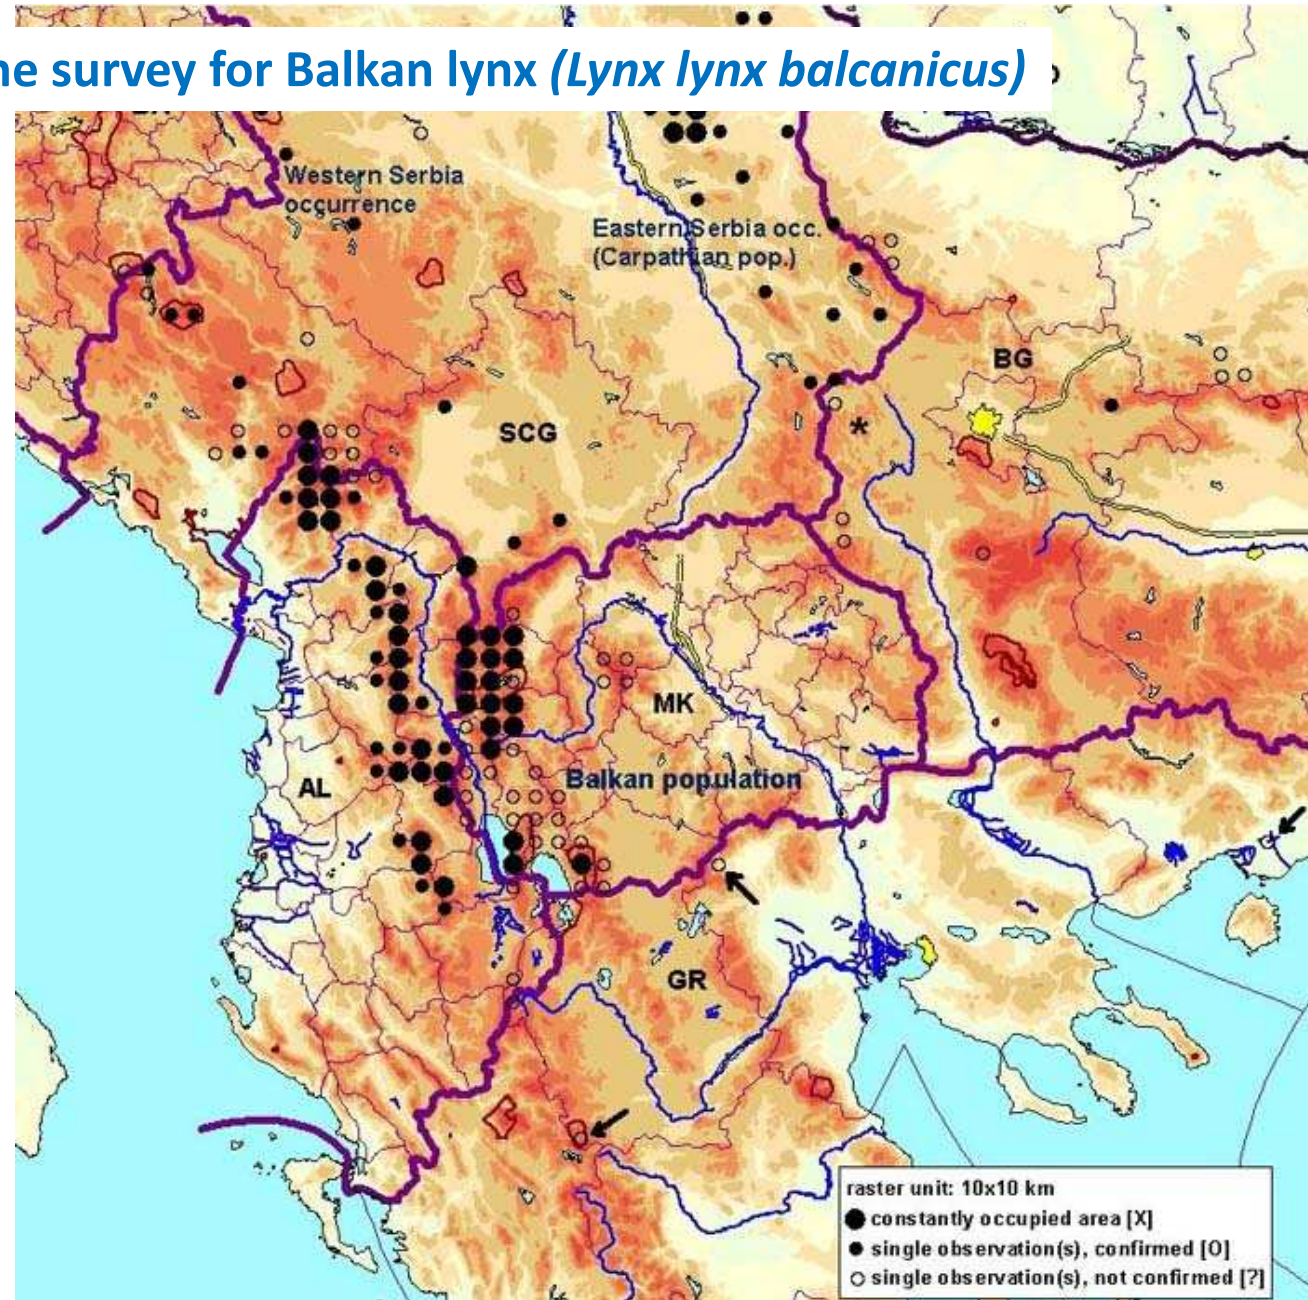 ne survey for Balkan lynx (Lynx lynx balcanicus)
Western Serbia
occurrence
Eastern Serbia occ.
(Carpathian pop.)
BG
*
SCG
MK
Balkan population
AL
GR
raster unit: 10x10 km
constantly occupied area [X]
single observation(s), confirmed [O]
single observation(s), not confirmed [?]